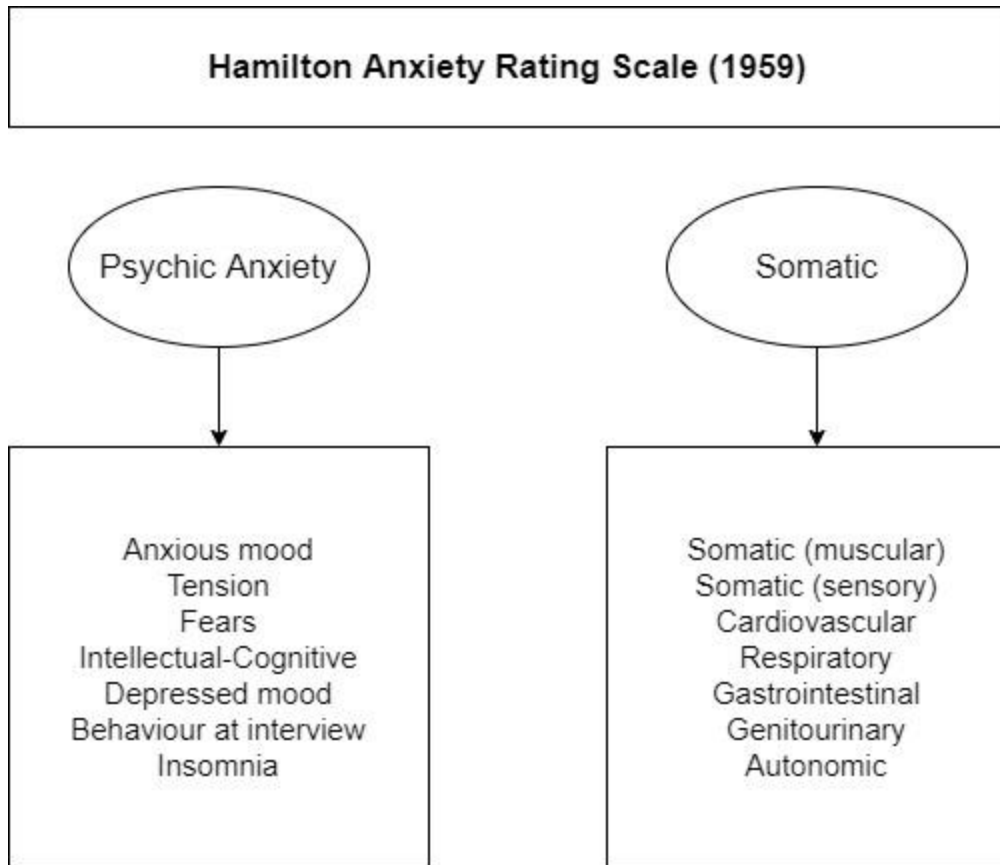 Hamilton Anxiety Rating Scale (1959)
Psychic Anxiety
Somatic
Anxious mood
Tension
Fears
Intellectual-Cognitive
Depressed mood
Behaviour at interview
Insomnia
Somatic (muscular)
Somatic (sensory)
Cardiovascular
Respiratory
Gastrointestinal
Genitourinary
Autonomic